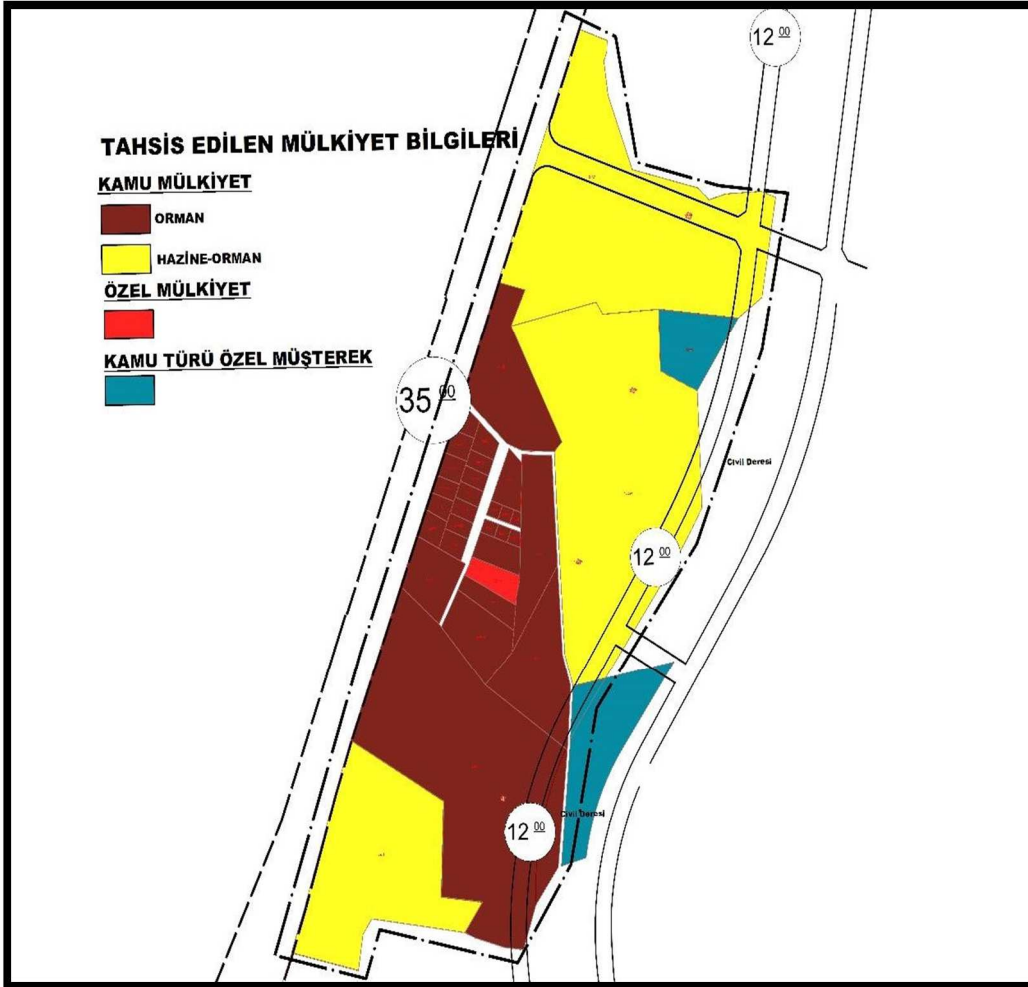 12 00
TAHSİS EDİLEN MÜLKİYET BİLGİLERİ
KAMU MÜLKİYET
ORMAN
HAZİNE-ORMAN
ÖZEL MÜLKİYET
KAMU TÜRÜ ÖZEL MÜŞTEREK
35 00
Civil Deresi
12 00
12 00
Civil Deresi